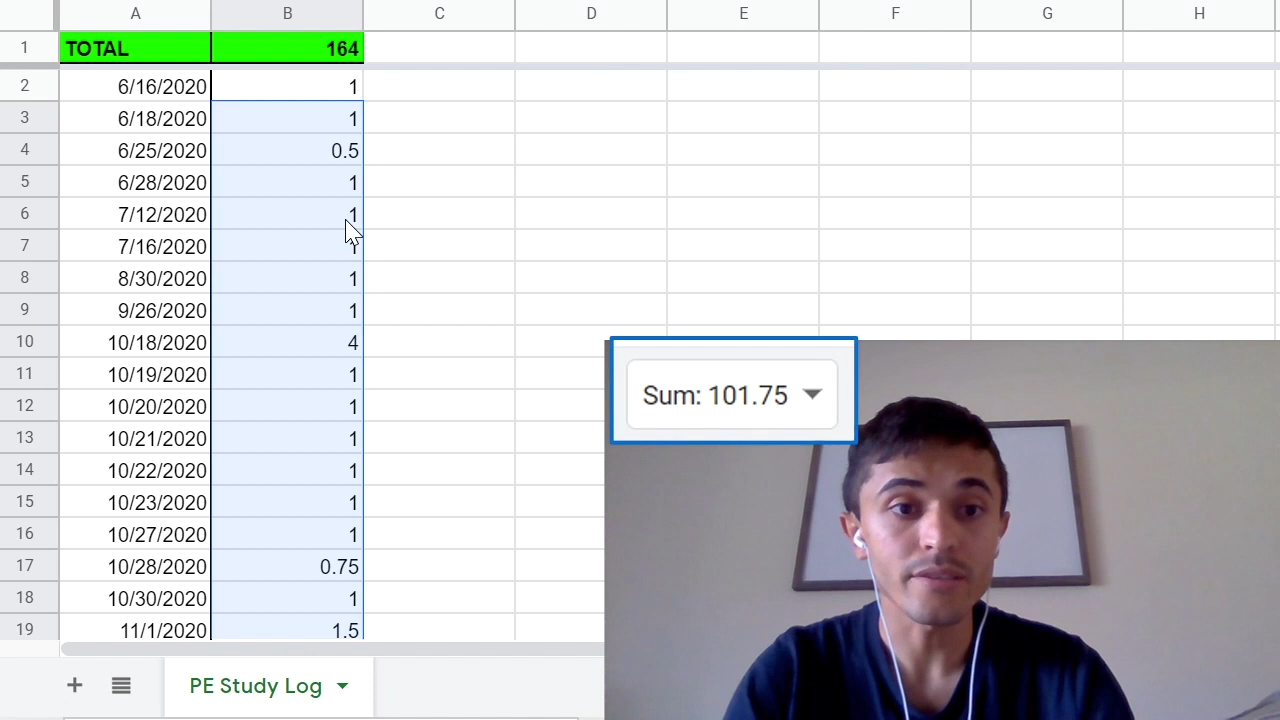 A B C D E F G H
1 TOTAL 164
2 6/16/2020 1
3 6/18/2020 1
4 6/25/2020 0.5
5 6/28/2020 1
6 7/12/2020 1
7 7/16/2020 1
8 8/30/2020 1
9 9/26/2020 1
10 10/18/2020 4
11 10/19/2020 1
12 10/20/2020 1
13 10/21/2020 1
14 10/22/2020 1
15 10/23/2020 1
16 10/27/2020 1
17 10/28/2020 0.75
18 10/30/2020 1
19 11/1/2020 1.5
Sum: 101.75
PE Study Log